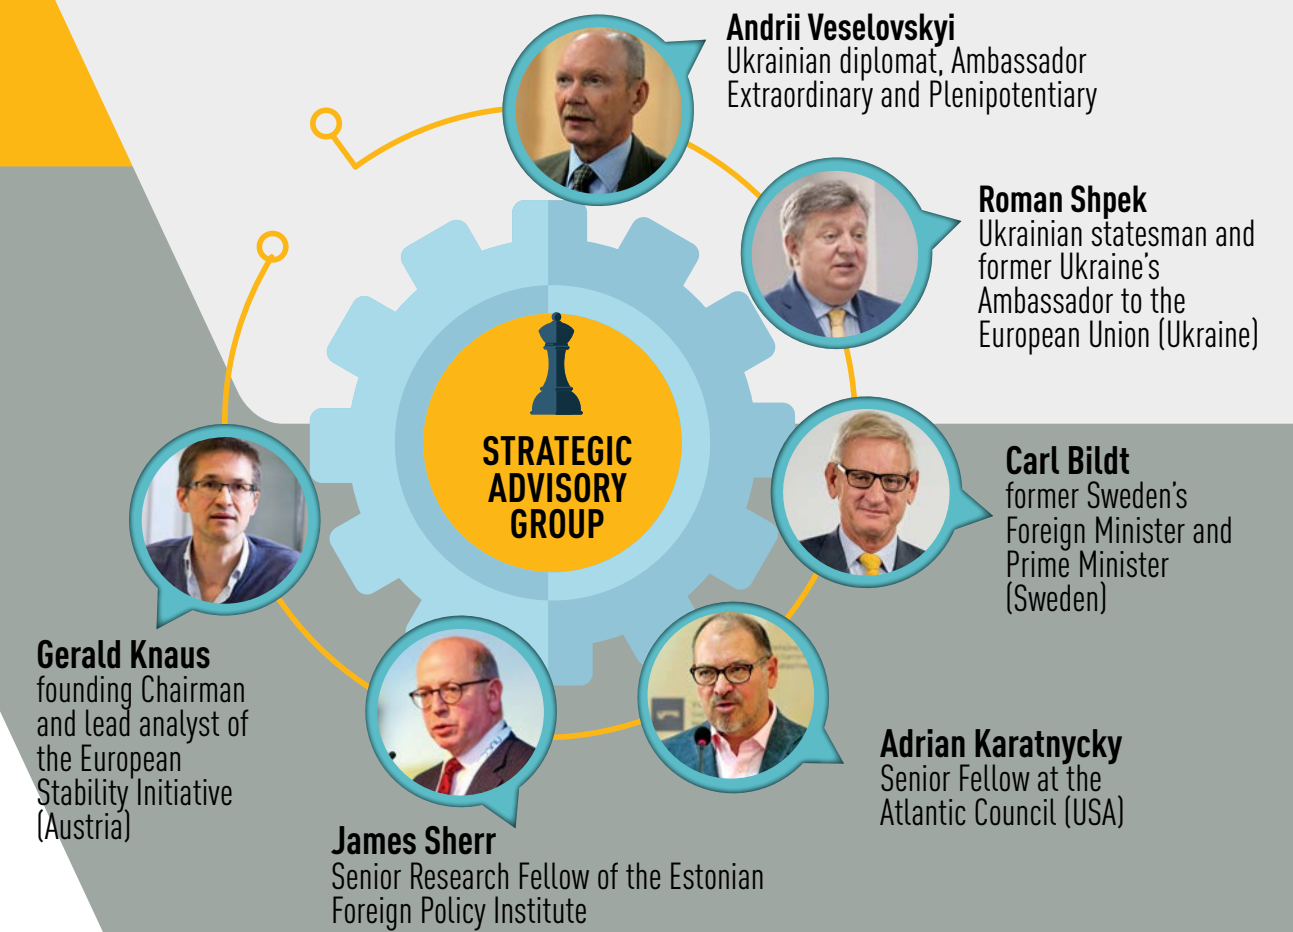 Andrii Veselovskyi
Ukrainian diplomat, Ambassador
Extraordinary and Plenipotentiary
Roman Shpek
Ukrainian statesman and
former Ukraine's
Ambassador to the
European Union (Ukraine)
STRATEGIC
ADVISORY
GROUP
Carl Bildt
former Sweden's
Foreign Minister and
Prime Minister
(Sweden)
Gerald Knaus
founding Chairman
and lead analyst of
the European
Stability Initiative
(Austria)
Adrian Karatnycky
Senior Fellow at the
Atlantic Council (USA)
James Sherr
Senior Research Fellow of the Estonian
Foreign Policy Institute